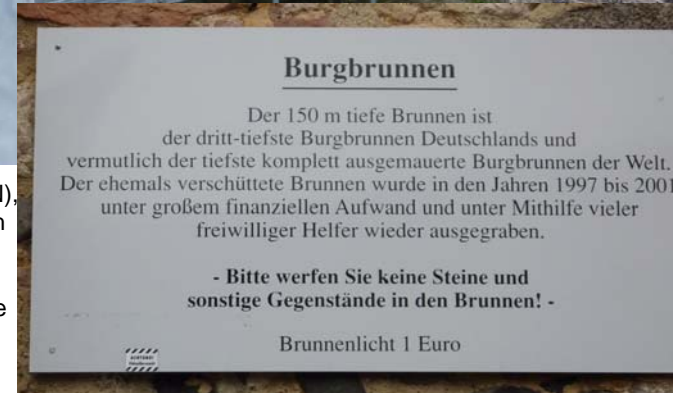 Burgbrunnen
Der 150 m tiefe Brunnen ist
der dritt-tiefste Burgbrunnen Deutschlands und
vermutlich der tiefste komplett ausgemauerte Burgbrunnen der Welt.
Der ehemals verschüttete Brunnen wurde in den Jahren 1997 bis 2001
unter großem finanziellen Aufwand und unter Mithilfe vieler
freiwilliger Helfer wieder ausgegraben.
- Bitte werfen Sie keine Steine und
sonstige Gegenstände in den Brunnen! -
Brunnenlicht 1 Euro
ACHTUNG!